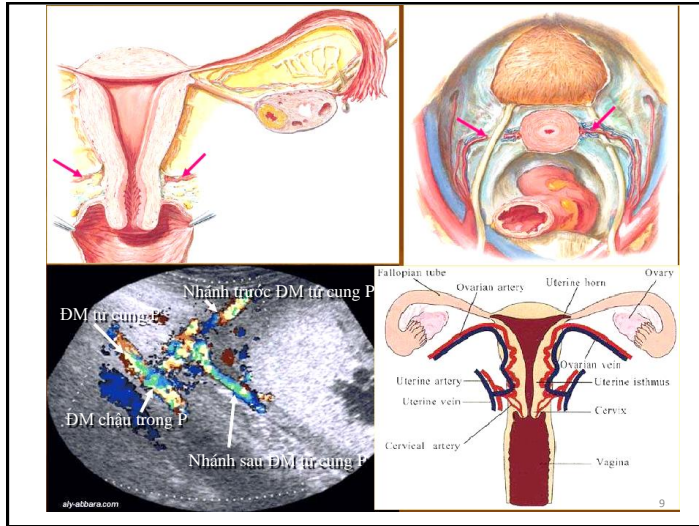 Nhánh trước ĐM tử cung P
ĐM tử cung P
ĐM chậu trong P
Nhánh sau ĐM tử cung P
aly-abbara.com
Fallopian tube
Ovarian artery
Uterine horn
Ovary
Ovarian vein
Uterine artery
Uterine isthmus
Uterine vein
Cervix
Cervical artery
Vagina
9